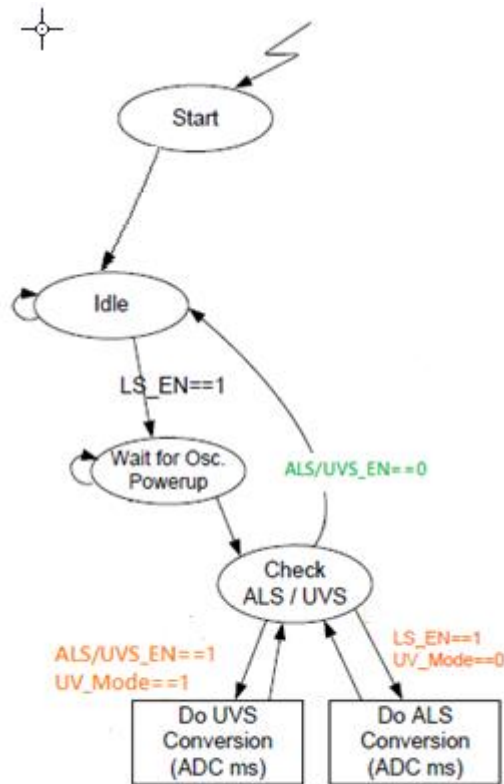 Start
Idle
LS_EN==1
Wait for Osc.
Powerup
ALS/UVS_EN==0
Check
ALS / UVS
ALS/UVS_EN==1
UV_Mode==1
LS_EN==1
UV_Mode==0
Do UVS
Conversion
(ADC ms)
Do ALS
Conversion
(ADC ms)